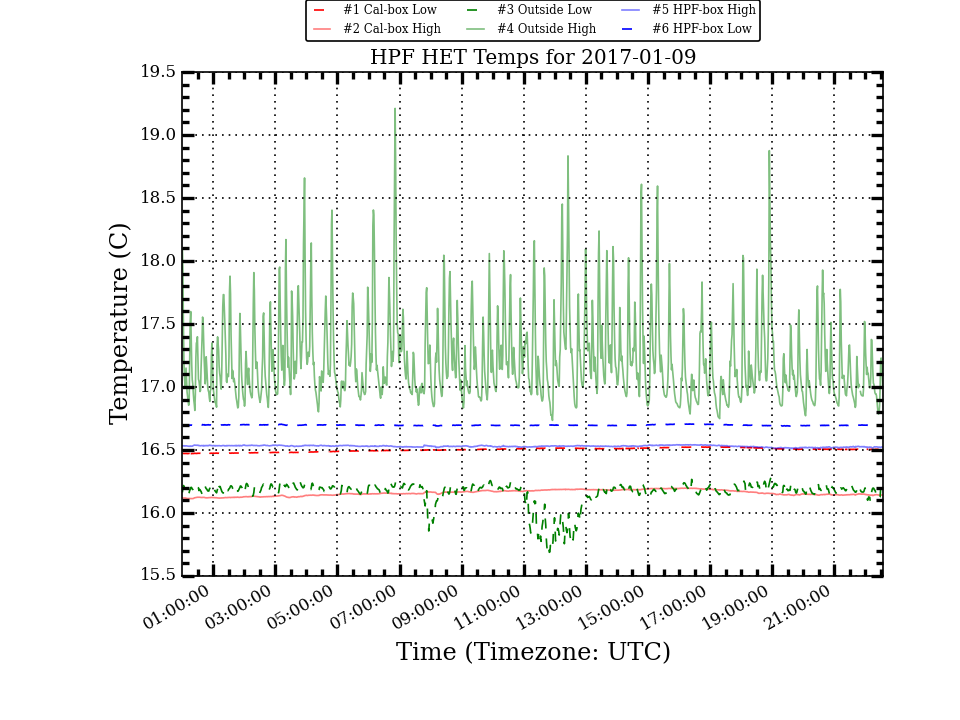 #1 Cal-box Low #3 Outside Low #5 HPF-box High
#2 Cal-box High #4 Outside High #6 HPF-box Low
HPF HET Temps for 2017-01-09
19.5
19.0
18.5
18.0
17.5
17.0
16.5
16.0
15.5
Temperature (C)
01:00:00 03:00:00 05:00:00 07:00:00 09:00:00 11:00:00 13:00:00 15:00:00 17:00:00 19:00:00 21:00:00
Time (Timezone: UTC)